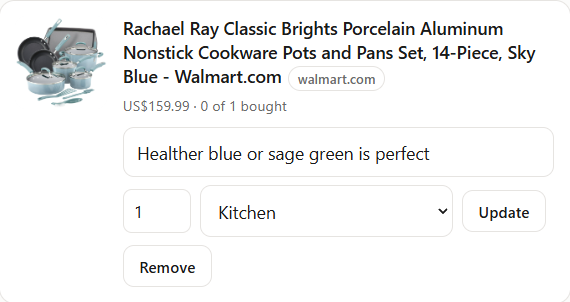 Rachael Ray Classic Brights Porcelain Aluminum
Nonstick Cookware Pots and Pans Set, 14-Piece, Sky
Blue - Walmart.com walmart.com
US$159.99 · 0 of 1 bought
Healther blue or sage green is perfect
1 Kitchen Update
Remove